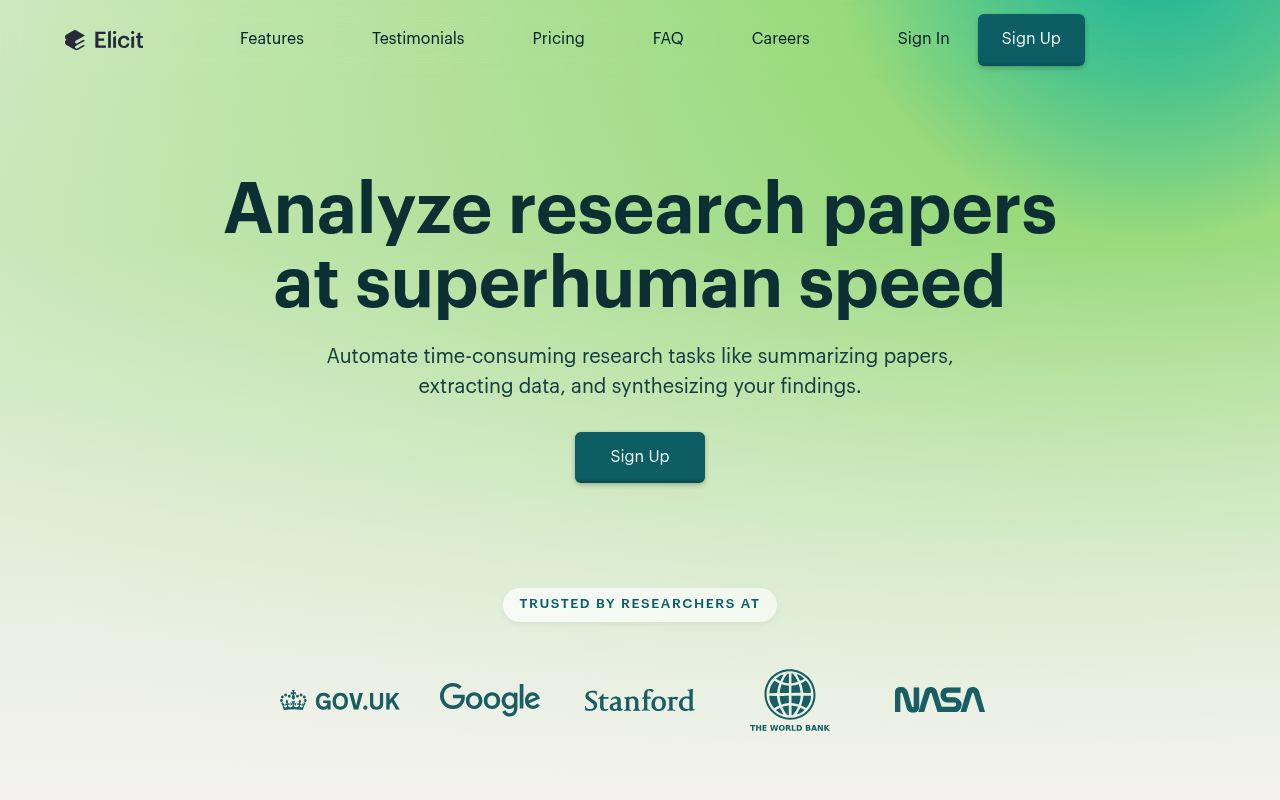 Elicit
Features
Testimonials
Pricing
FAQ
Careers
Sign In
Sign Up
Analyze research papers
at superhuman speed
Automate time-consuming research tasks like summarizing papers,
extracting data, and synthesizing your findings.
Sign Up
TRUSTED BY RESEARCHERS AT
GOV.UK
Google
Stanford
THE WORLD BANK
NASA